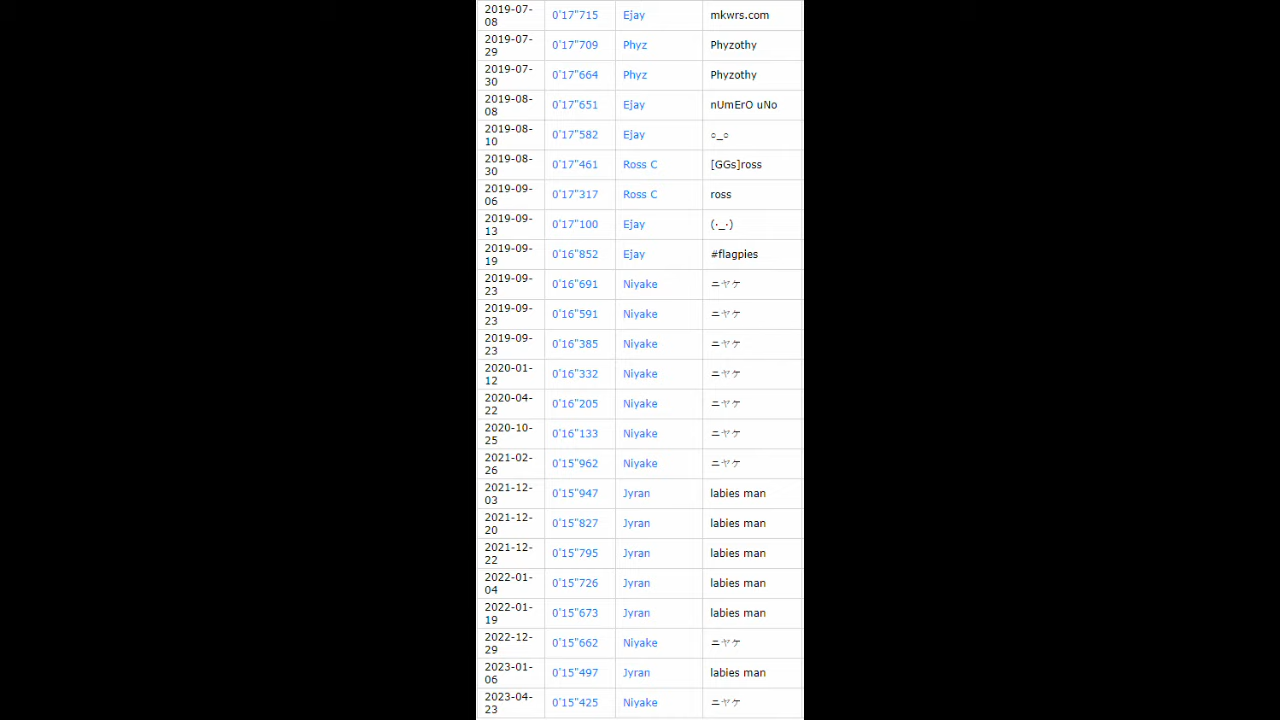 2019-07-08 0'17"715 Ejay mkwrs.com
2019-07-29 0'17"709 Phyz Phyzothy
2019-07-30 0'17"664 Phyz Phyzothy
2019-08-08 0'17"651 Ejay nUmErO uNo
2019-08-10 0'17"582 Ejay ○_○
2019-08-30 0'17"461 Ross C [GGs]ross
2019-09-06 0'17"317 Ross C ross
2019-09-13 0'17"100 Ejay (·_·)
2019-09-19 0'16"852 Ejay #flagpies
2019-09-23 0'16"691 Niyake ニヤケ
2019-09-23 0'16"591 Niyake ニヤケ
2019-09-23 0'16"385 Niyake ニヤケ
2020-01-12 0'16"332 Niyake ニヤケ
2020-04-22 0'16"205 Niyake ニヤケ
2020-10-25 0'16"133 Niyake ニヤケ
2021-02-26 0'15"962 Niyake ニヤケ
2021-12-03 0'15"947 Jyran labies man
2021-12-20 0'15"827 Jyran labies man
2021-12-22 0'15"795 Jyran labies man
2022-01-04 0'15"726 Jyran labies man
2022-01-19 0'15"673 Jyran labies man
2022-12-29 0'15"662 Niyake ニヤケ
2023-01-06 0'15"497 Jyran labies man
2023-04-23 0'15"425 Niyake ニヤケ